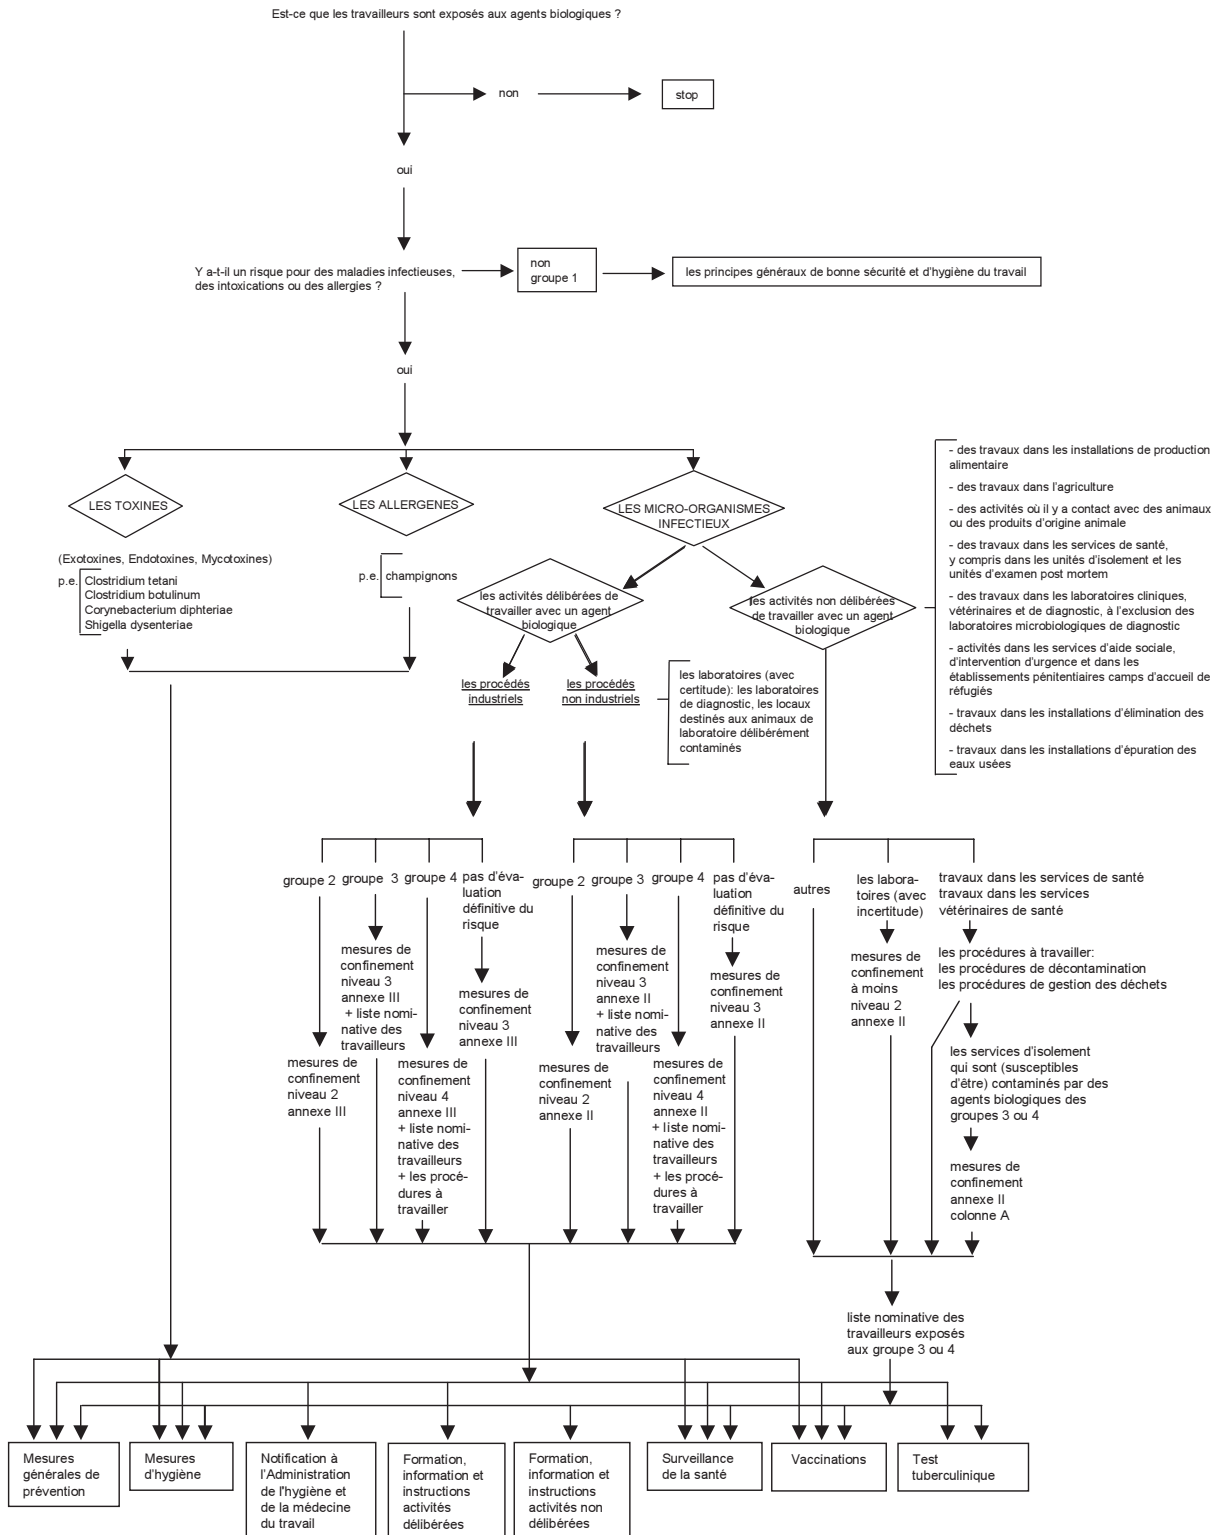 Est-ce que les travailleurs sont exposés aux agents biologiques ?
non
stop
oui
Y a-t-il un risque pour des maladies infectieuses,
des intoxications ou des allergies ?
non
groupe 1
les principes généraux de bonne sécurité et d'hygiène du travail
oui
LES TOXINES
LES ALLERGENES
LES MICRO-ORGANISMES
INFECTIEUX
(Exotoxines, Endotoxines, Mycotoxines)
p.e.
Clostridium tetani
Clostridium botulinum
Corynebacterium diphteriae
Shigella dysenteriae
p.e. champignons
les activités délibérées de
travailler avec un agent
biologique
les activités non délibérées
de travailler avec un agent
biologique
- des travaux dans les installations de production
alimentaire
- des travaux dans l'agriculture
- des activités où il y a contact avec des animaux
ou des produits d'origine animale
- des travaux dans les services de santé,
y compris dans les unités d'isolement et les
unités d'examen post mortem
- des travaux dans les laboratoires cliniques,
vétérinaires et de diagnostic, à l'exclusion des
laboratoires microbiologiques de diagnostic
- activités dans les services d'aide sociale,
d'intervention d'urgence et dans les
établissements pénitentiaires camps d'accueil de
réfugiés
- travaux dans les installations d'élimination des
déchets
- travaux dans les installations d'épuration des
eaux usées
les procédés
industriels
les procédés
non industriels
les laboratoires (avec
certitude): les laboratoires
de diagnostic, les locaux
destinés aux animaux de
laboratoire délibérément
contaminés
groupe 2
groupe 3
groupe 4
pas d'éva-
luation
définitive du
risque
mesures de
confinement
niveau 2
annexe III
mesures de
confinement
niveau 3
annexe III
+ liste nomi-
native des
travailleurs
mesures de
confinement
niveau 4
annexe III
+ liste nomi-
native des
travailleurs
+ les procé-
dures à
travailler
mesures de
confinement
niveau 3
annexe III
groupe 2
groupe 3
groupe 4
pas d'éva-
luation
définitive du
risque
mesures de
confinement
niveau 2
annexe II
mesures de
confinement
niveau 3
annexe II
+ liste nomi-
native des
travailleurs
mesures de
confinement
niveau 4
annexe II
+ liste nomi-
native des
travailleurs
+ les procé-
dures à
travailler
mesures de
confinement
niveau 3
annexe II
autres
les labora-
toires (avec
incertitude)
mesures de
confinement
à moins
niveau 2
annexe II
travaux dans les services de santé
travaux dans les services
vétérinaires de santé
les procédures à travailler:
les procédures de décontamination
les procédures de gestion des déchets
les services d'isolement
qui sont (susceptibles
d'être) contaminés par des
agents biologiques des
groupes 3 ou 4
mesures de
confinement
annexe II
colonne A
liste nominative des
travailleurs exposés
aux groupe 3 ou 4
Mesures
générales de
prévention
Mesures
d'hygiène
Notification à
l'Administration
de l'hygiène et
de la médecine
du travail
Formation,
information et
instructions
activités
délibérées
Formation,
information et
instructions
activités non
délibérées
Surveillance
de la santé
Vaccinations
Test
tuberculinique